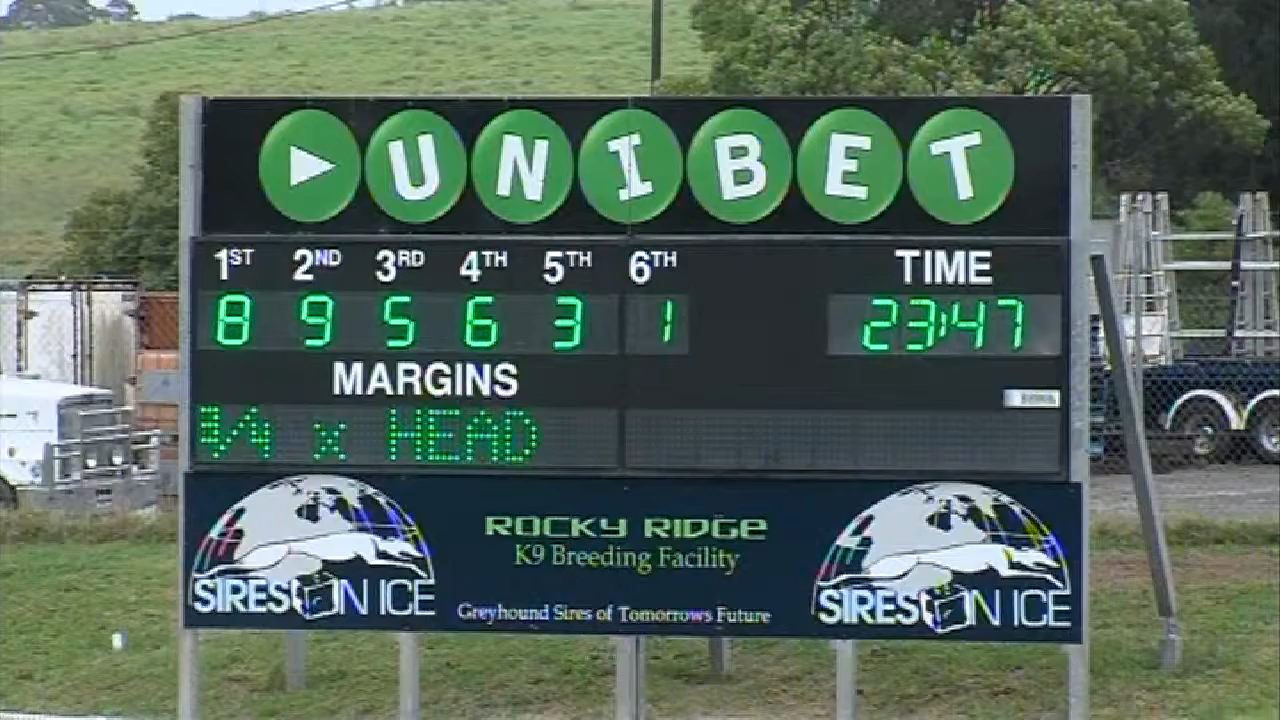 UNIBET
1ST 2ND 3RD 4TH 5TH 6TH TIME
8 9 5 6 3 1 23:47
MARGINS
3/4 x HEAD
ROCKY RIDGE
K9 Breeding Facility
SIRES ON ICE
SIRES ON ICE
Greyhound Sires of Tomorrows Future